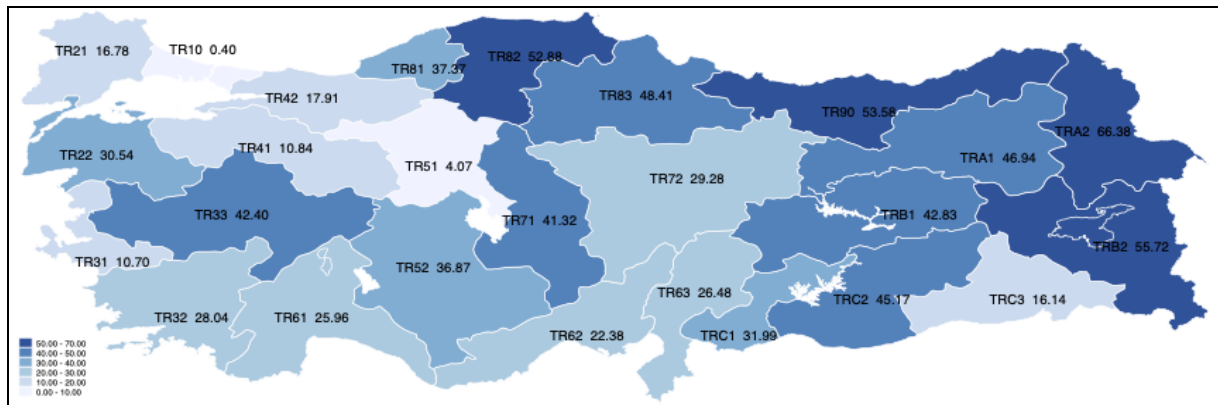 TR21 16.78
TR10 0.40
TR82 52.88
TR81 37.37
TR42 17.91
TR83 48.41
TR90 53.58
TRA2 66.38
TR41 10.84
TRA1 46.94
TR22 30.54
TR51 4.07
TR72 29.28
TR33 42.40
TR71 41.32
TRB1 42.83
TRB2 55.72
TR31 10.70
TR52 36.87
TR63 26.48
TRC2 45.17
TRC3 16.14
TR32 28.04
TR61 25.96
TR62 22.38
TRC1 31.99
50.00 - 70.00
40.00 - 50.00
30.00 - 40.00
20.00 - 30.00
10.00 - 20.00
0.00 - 10.00